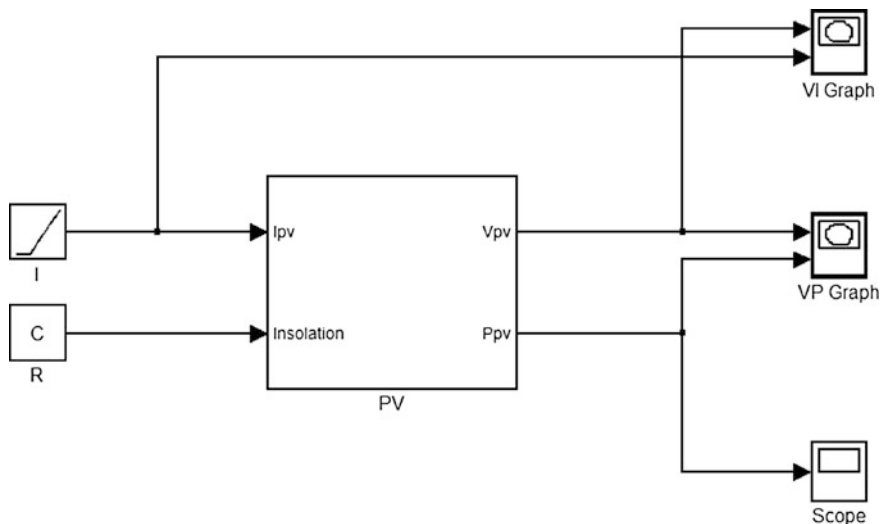 VI Graph
Ipv
Vpv
I
VP Graph
C
Insolation
Ppv
R
PV
Scope